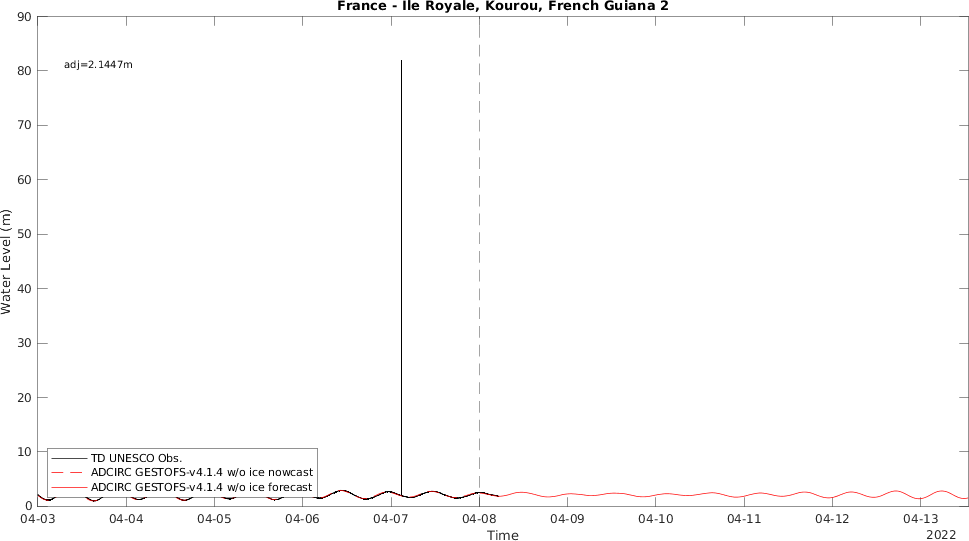 France - Ile Royale, Kourou, French Guiana 2
90
80
70
60
50
40
30
20
10
0
Water Level (m)
adj=2.1447m
TD UNESCO Obs.
ADCIRC GESTOFS-v4.1.4 w/o ice nowcast
ADCIRC GESTOFS-v4.1.4 w/o ice forecast
04-03 04-04 04-05 04-06 04-07 04-08 04-09 04-10 04-11 04-12 04-13
Time
2022